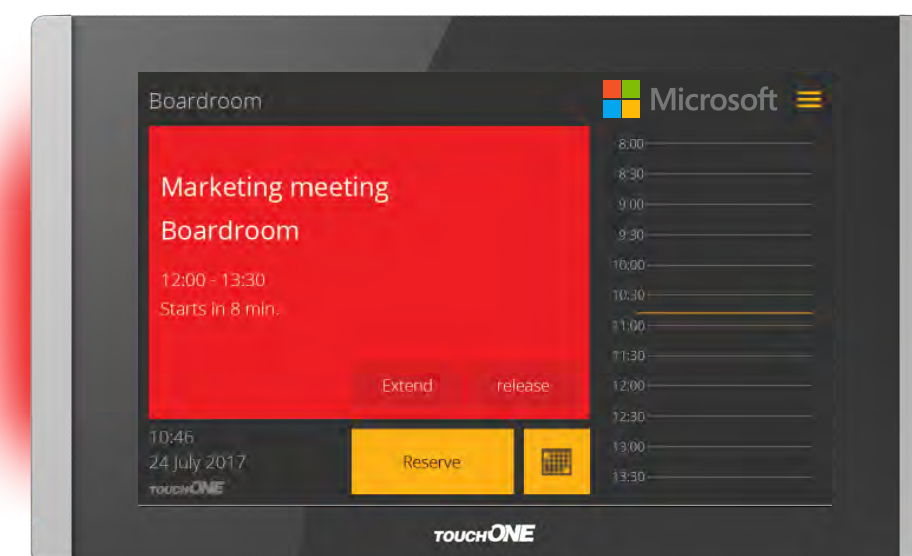 Boardroom
Microsoft
Marketing meeting
Boardroom
12:00 - 13:30
Starts in 8 min.
Extend
release
10:46
24 July 2017
TOUCHONE
Reserve
8:00
8:30
9:00
9:30
10:00
10:30
11:00
11:30
12:00
12:30
13:00
13:30
TOUCHONE